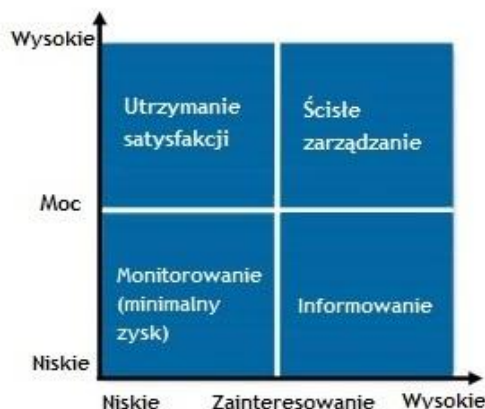 Wysokie
Utrzymanie
satysfakcji
Ścisłe
zarządzanie
Moc
Monitorowanie
(minimalny
zysk)
Informowanie
Niskie
Niskie Zainteresowanie Wysokie